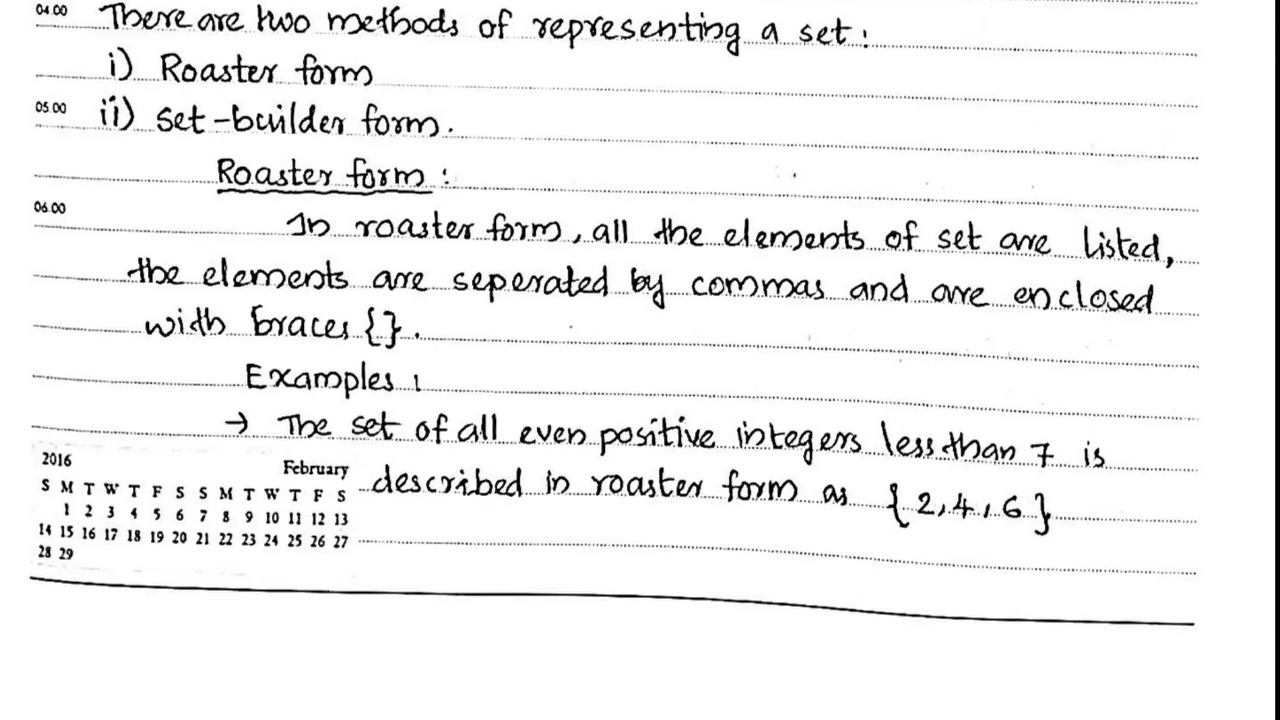 04.00 There are two methods of representing a set :
i) Roaster form
05.00 ii) set-builder form.
Roaster form :
06.00
In roaster form, all the elements of set are listed,
the elements are seperated by commas and are enclosed
with braces {}.
Examples :
→ The set of all even positive integers less than 7 is
described in roaster form as { 2, 4, 6 }
2016 February
S M T W T F S S M T W T F S
1 2 3 4 5 6 7 8 9 10 11 12 13
14 15 16 17 18 19 20 21 22 23 24 25 26 27
28 29